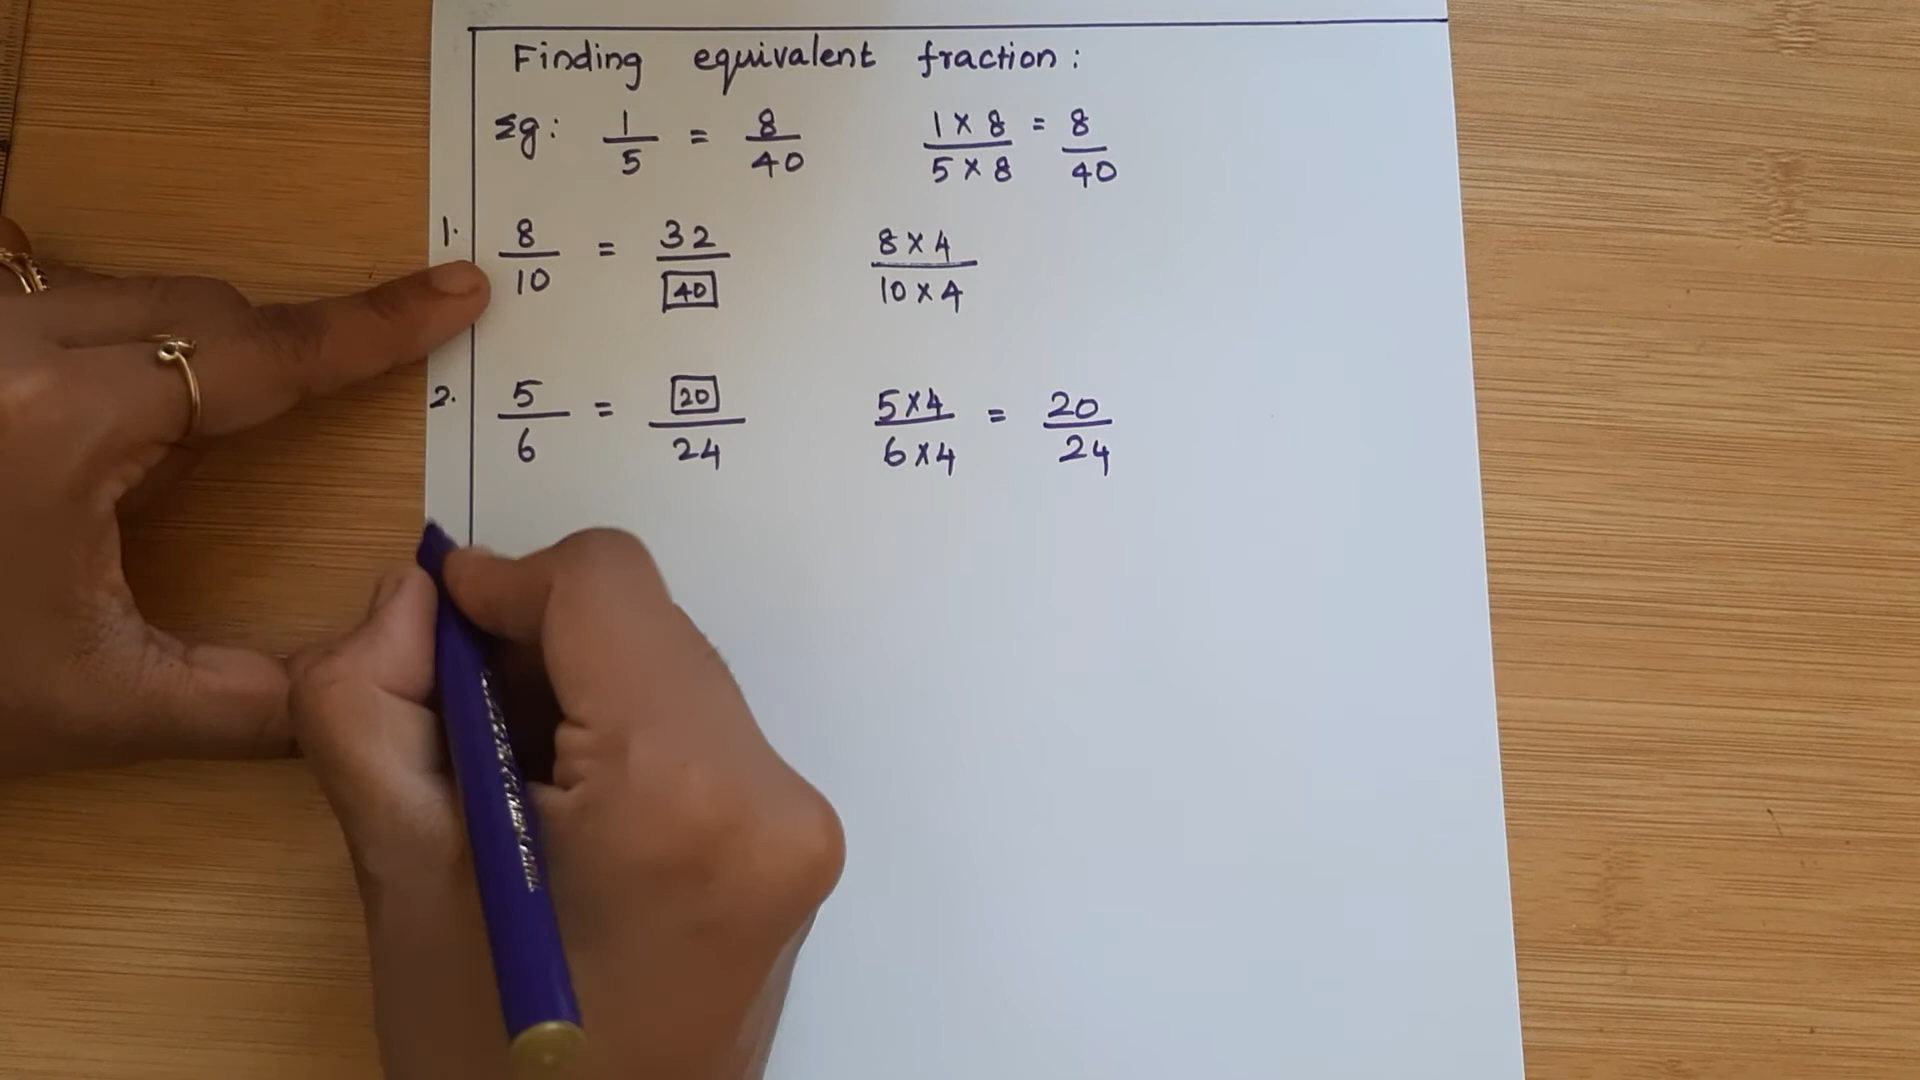 Finding equivalent fraction:
Eg: 1/5 = 8/40 1×8/5×8 = 8/40
1. 8/10 = 32/40 8×4/10×4
2. 5/6 = 20/24 5×4/6×4 = 20/24